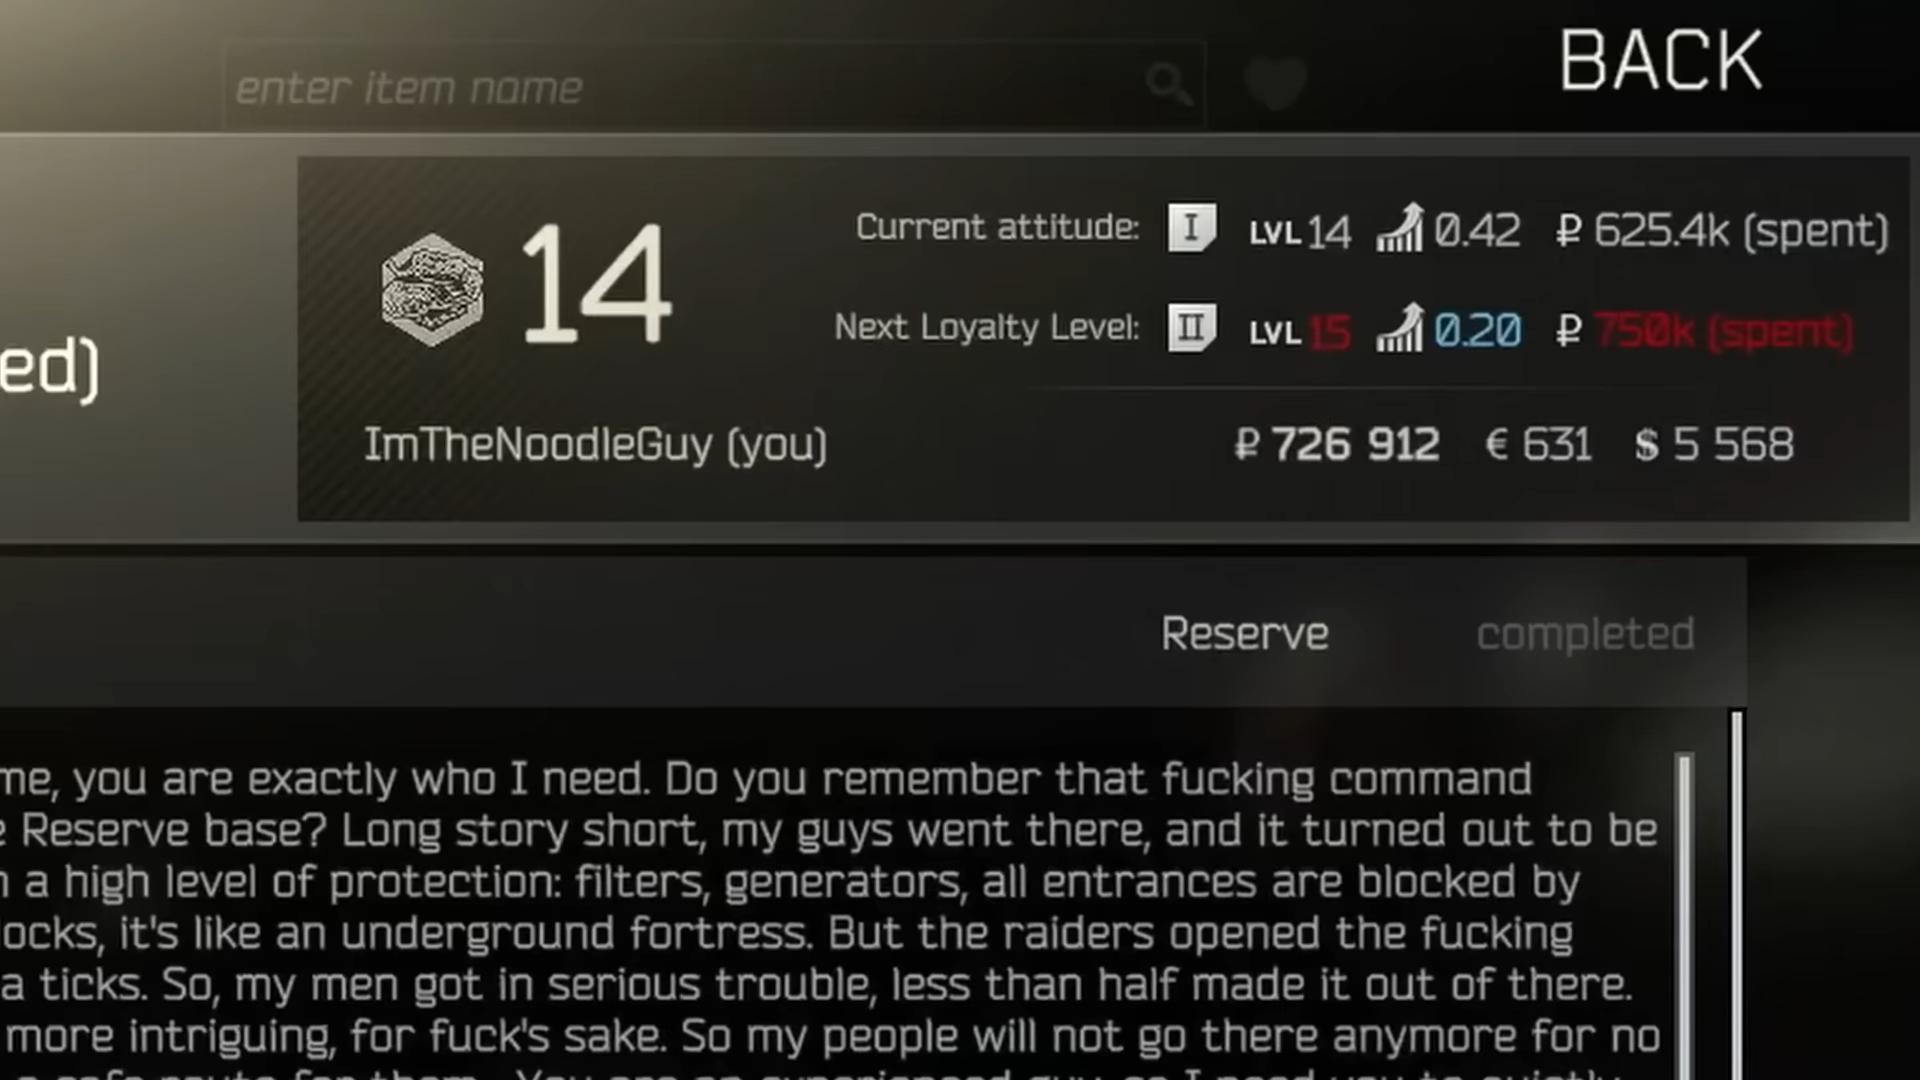 enter item name
BACK
14
Current attitude: I LVL 14 0.42 ₽ 625.4k (spent)
Next Loyalty Level: II LVL 15 0.20 ₽ 750k (spent)
ed)
ImTheNoodleGuy (you)
₽ 726 912 € 631 $ 5 568
Reserve completed
me, you are exactly who I need. Do you remember that fucking command
Reserve base? Long story short, my guys went there, and it turned out to be
a high level of protection: filters, generators, all entrances are blocked by
locks, it's like an underground fortress. But the raiders opened the fucking
a ticks. So, my men got in serious trouble, less than half made it out of there.
more intriguing, for fuck's sake. So my people will not go there anymore for no